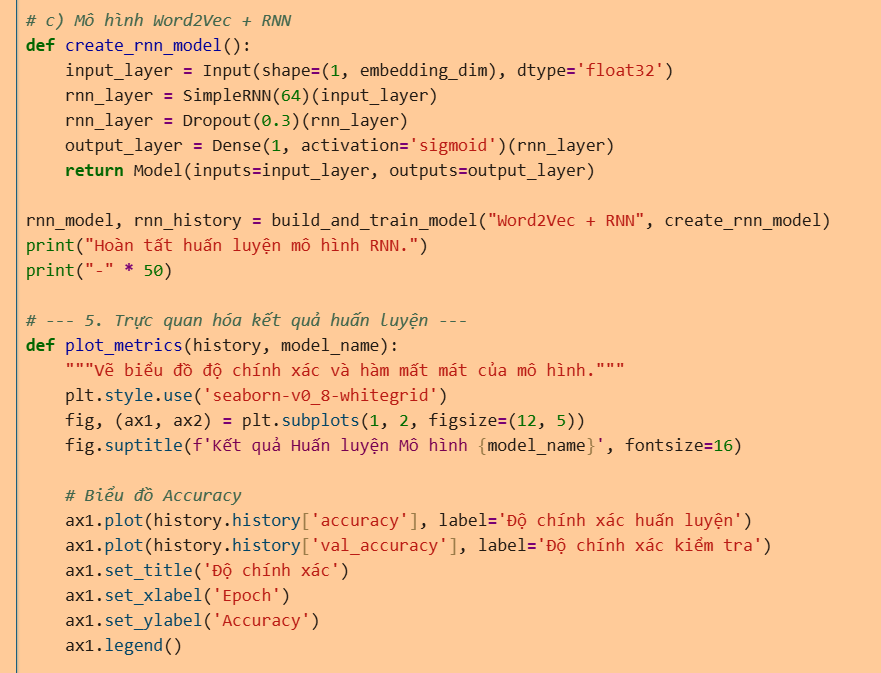 # c) Mô hình Word2Vec + RNN
def create_rnn_model():
    input_layer = Input(shape=(1, embedding_dim), dtype='float32')
    rnn_layer = SimpleRNN(64)(input_layer)
    rnn_layer = Dropout(0.3)(rnn_layer)
    output_layer = Dense(1, activation='sigmoid')(rnn_layer)
    return Model(inputs=input_layer, outputs=output_layer)

rnn_model, rnn_history = build_and_train_model("Word2Vec + RNN", create_rnn_model)
print("Hoàn tất huấn luyện mô hình RNN.")
print("-" * 50)

# --- 5. Trực quan hóa kết quả huấn luyện ---
def plot_metrics(history, model_name):
    """Vẽ biểu đồ độ chính xác và hàm mất mát của mô hình."""
    plt.style.use('seaborn-v0_8-whitegrid')
    fig, (ax1, ax2) = plt.subplots(1, 2, figsize=(12, 5))
    fig.suptitle(f'Kết quả Huấn luyện Mô hình {model_name}', fontsize=16)

    # Biểu đồ Accuracy
    ax1.plot(history.history['accuracy'], label='Độ chính xác huấn luyện')
    ax1.plot(history.history['val_accuracy'], label='Độ chính xác kiểm tra')
    ax1.set_title('Độ chính xác')
    ax1.set_xlabel('Epoch')
    ax1.set_ylabel('Accuracy')
    ax1.legend()